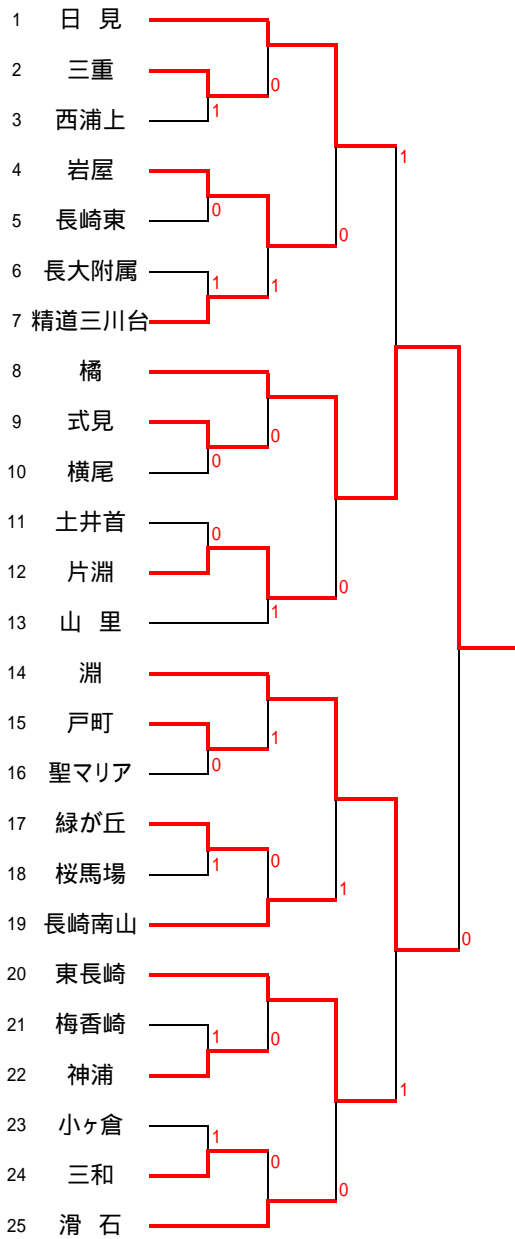 1 日 見
2 三重
0
3 西浦上
1
1
4 岩屋
5 長崎東
0
0
6 長大附属
1
1
7 精道三川台
8 橘
9 式見
0
10 横尾
0
11 土井首
0
12 片淵
0
13 山 里
1
14 淵
15 戸町
1
16 聖マリア
0
17 緑が丘
18 桜馬場
1
0
1
19 長崎南山
0
20 東長崎
21 梅香崎
1
0
22 神浦
1
23 小ヶ倉
1
24 三和
0
0
25 滑 石